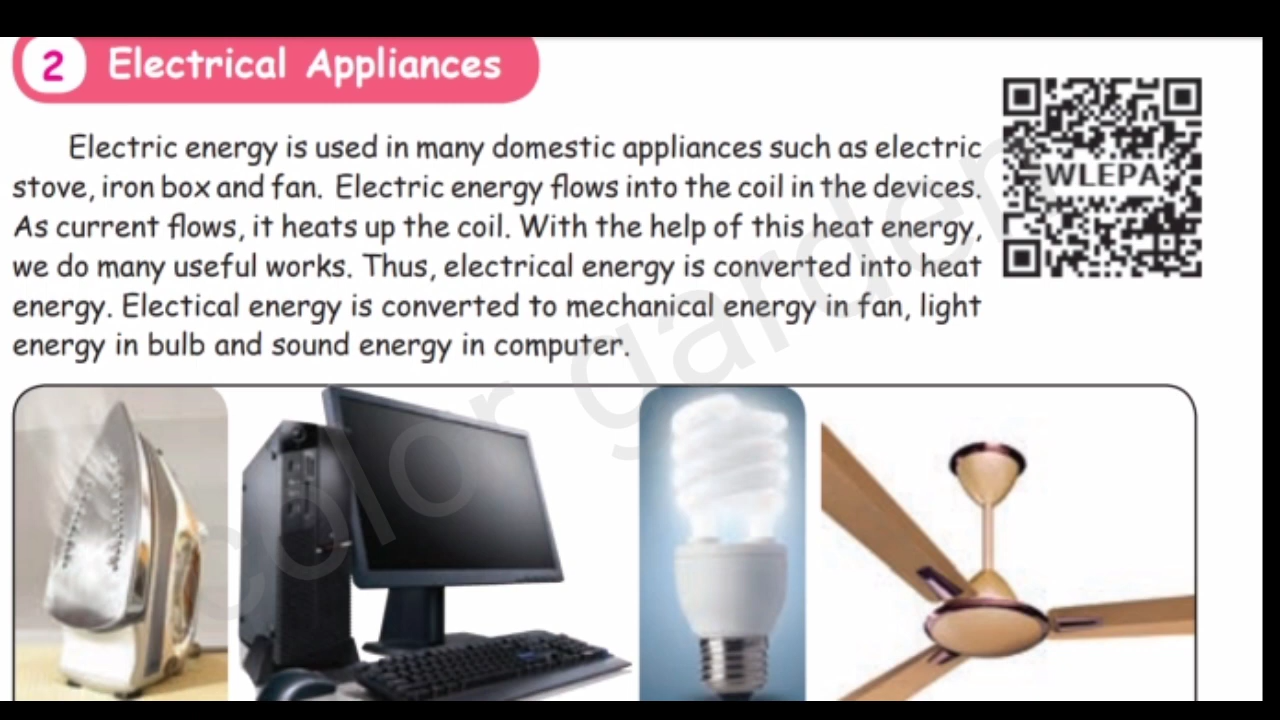 2 Electrical Appliances
Electric energy is used in many domestic appliances such as electric
stove, iron box and fan. Electric energy flows into the coil in the devices.
As current flows, it heats up the coil. With the help of this heat energy,
we do many useful works. Thus, electrical energy is converted into heat
energy. Electical energy is converted to mechanical energy in fan, light
energy in bulb and sound energy in computer.
WLEPA
color garden